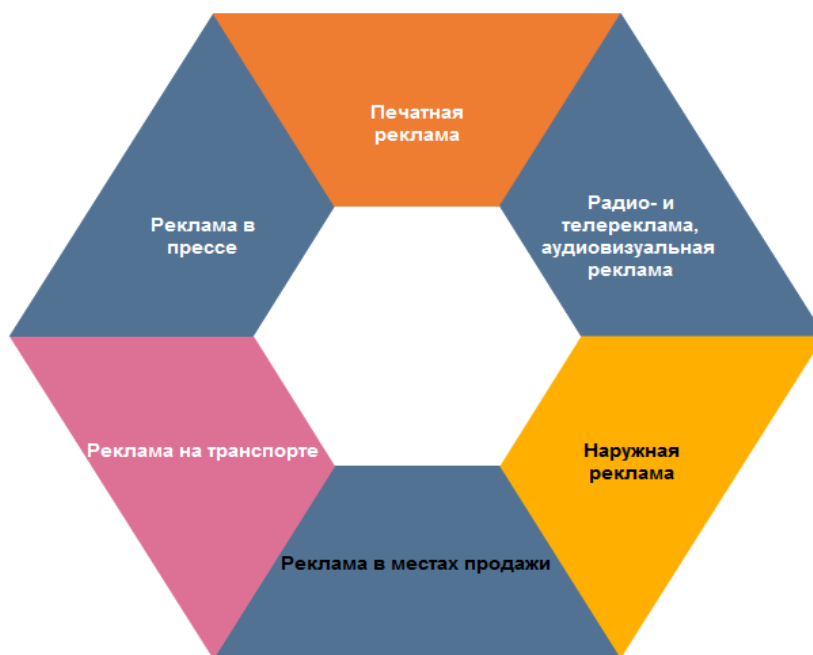 Печатная
реклама
Реклама в
прессе
Радио- и
телереклама,
аудиовизуальная
реклама
Реклама на транспорте
Наружная
реклама
Реклама в местах продажи